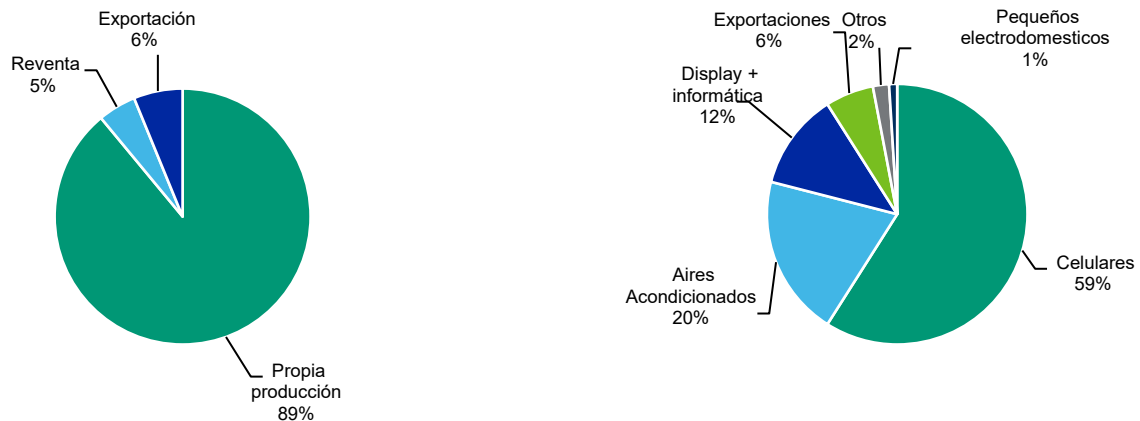 Exportación
6%
Reventa
5%
Propia
producción
89%
Exportaciones
6%
Otros
2%
Pequeños
electrodomesticos
1%
Display +
informática
12%
Aires
Acondicionados
20%
Celulares
59%